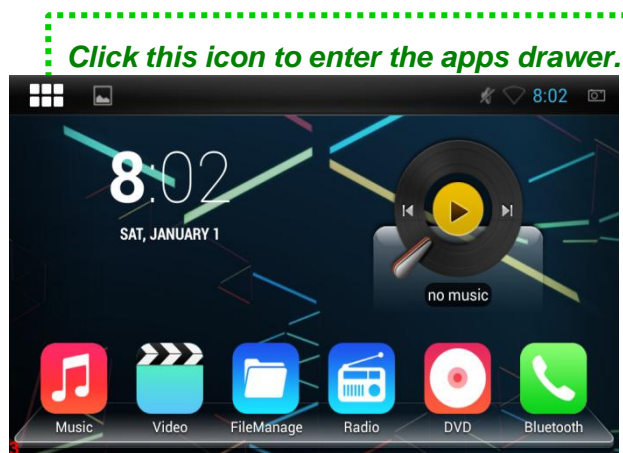 Click this icon to enter the apps drawer.
8:02
8:02
SAT, JANUARY 1
no music
Music Video FileManage Radio DVD Bluetooth
3